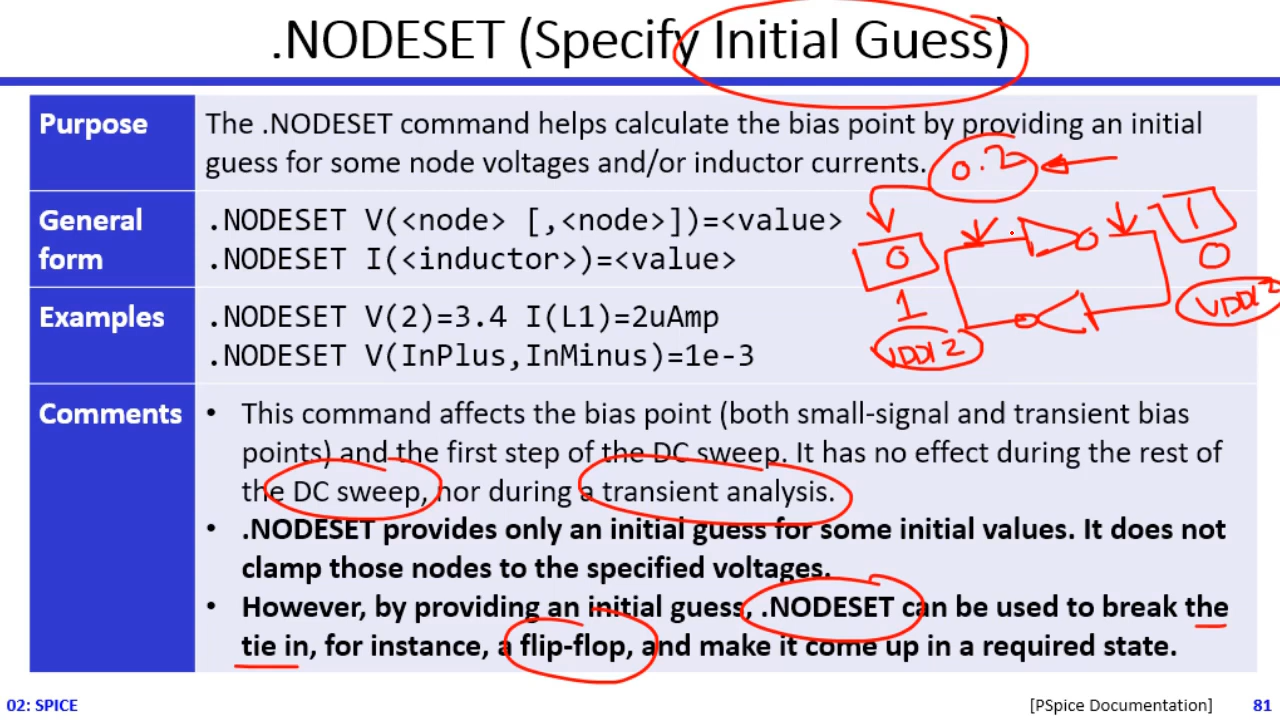 .NODESET (Specify Initial Guess)
Purpose
The .NODESET command helps calculate the bias point by providing an initial
guess for some node voltages and/or inductor currents.
0.2
General
form
.NODESET V(<node> [,<node>])=<value>
.NODESET I(<inductor>)=<value>
0
1
1
0
VDD/2
VDD/2
Examples
.NODESET V(2)=3.4 I(L1)=2uAmp
.NODESET V(InPlus,InMinus)=1e-3
Comments
• This command affects the bias point (both small-signal and transient bias
points) and the first step of the DC sweep. It has no effect during the rest of
the DC sweep, nor during a transient analysis.
• .NODESET provides only an initial guess for some initial values. It does not
clamp those nodes to the specified voltages.
• However, by providing an initial guess, .NODESET can be used to break the
tie in, for instance, a flip-flop, and make it come up in a required state.
02: SPICE
[PSpice Documentation]
81